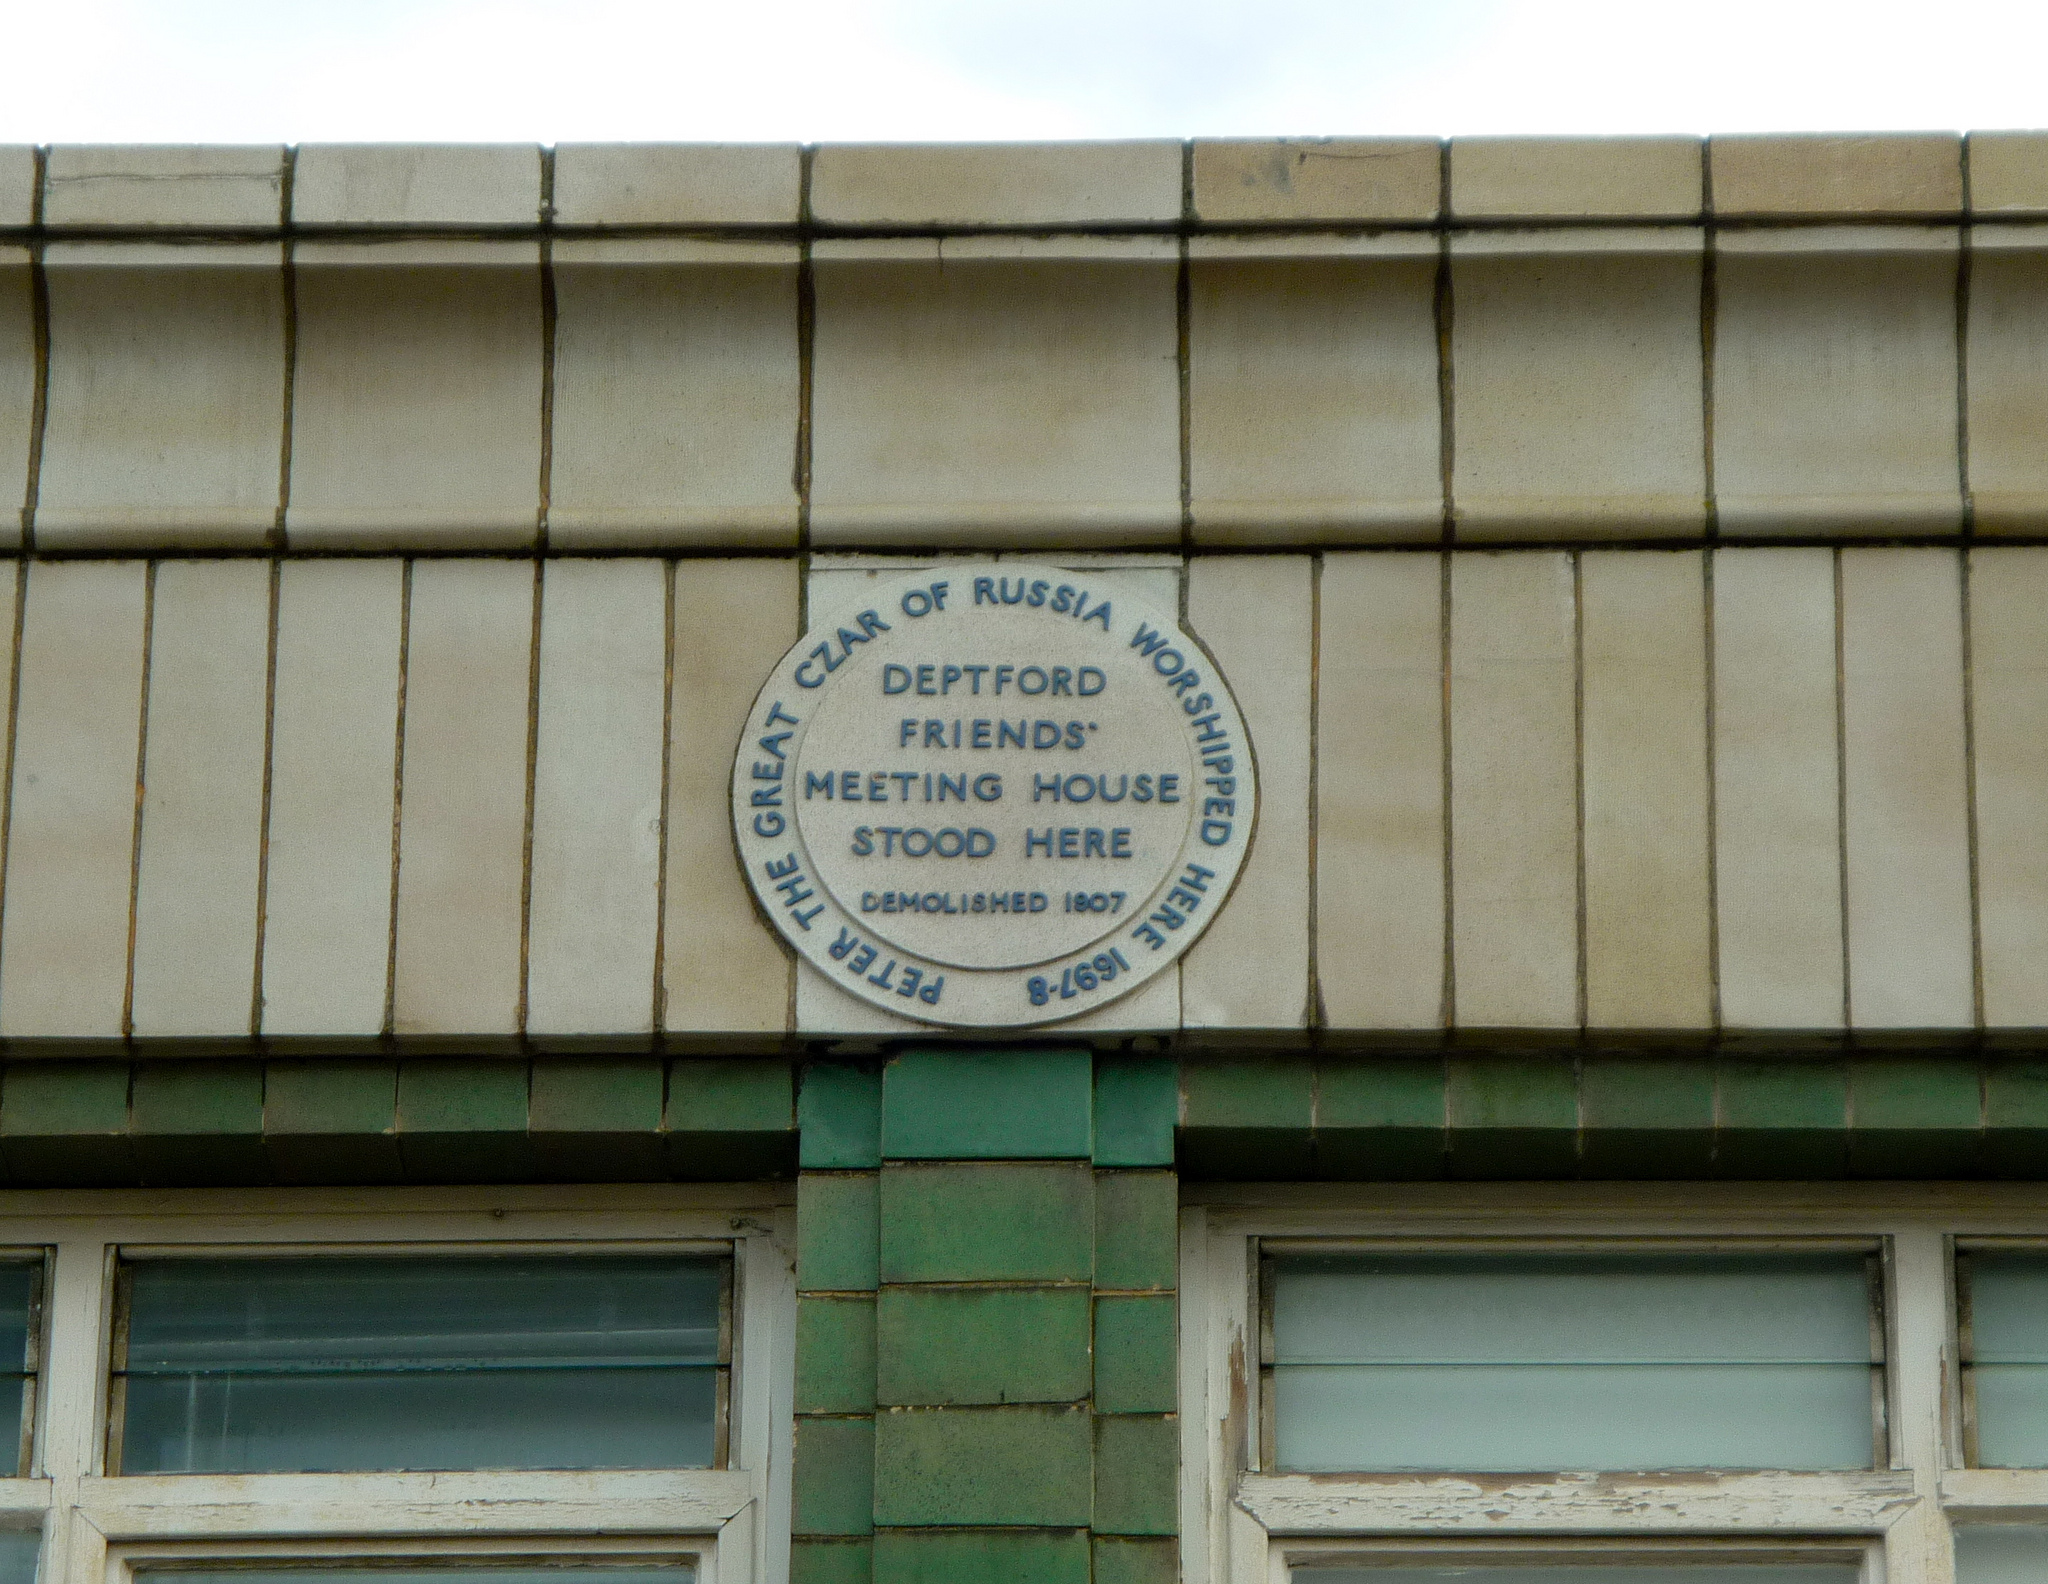 PETER THE GREAT CZAR OF RUSSIA WORSHIPPED HERE 1697-8
DEPTFORD
FRIENDS'
MEETING HOUSE
STOOD HERE
DEMOLISHED 1907